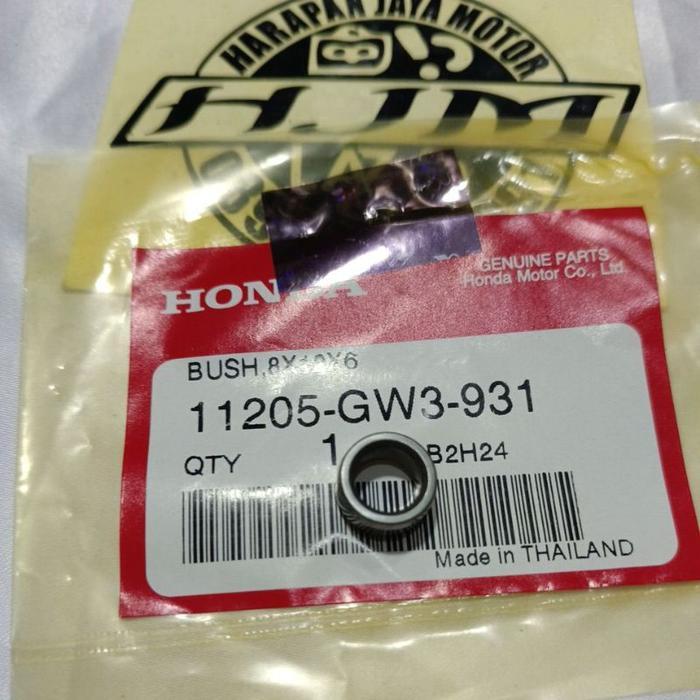 HARAPAN JAYA MOTOR
HJM
HONDA
GENUINE PARTS
Honda Motor Co., Ltd.
BUSH,8X10X6
11205-GW3-931
QTY 1 B2H24
Made in THAILAND